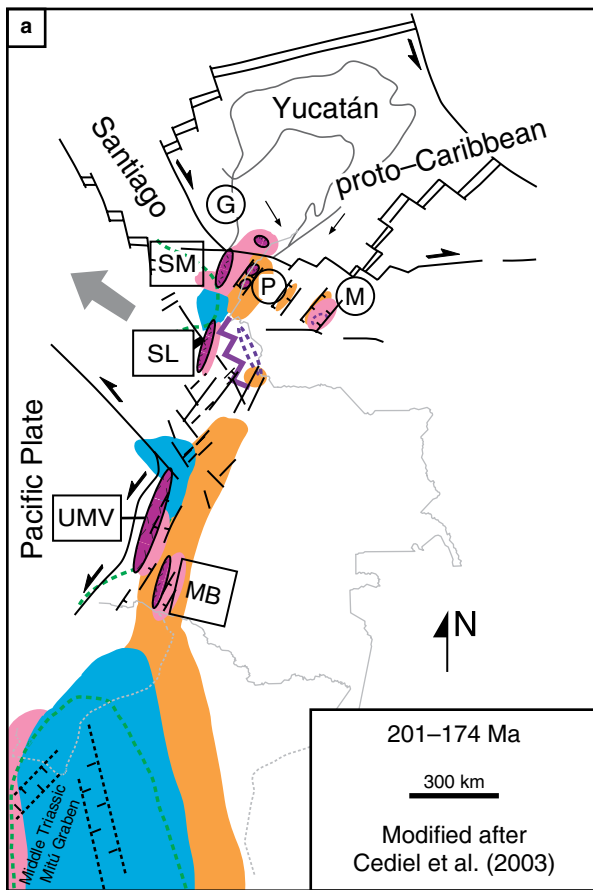 a
Yucatán
Santiago
proto–Caribbean
G
SM
P
M
SL
Pacific Plate
UMV
MB
N
Middle Triassic
Mitú Graben
201–174 Ma
300 km
Modified after
Cediel et al. (2003)